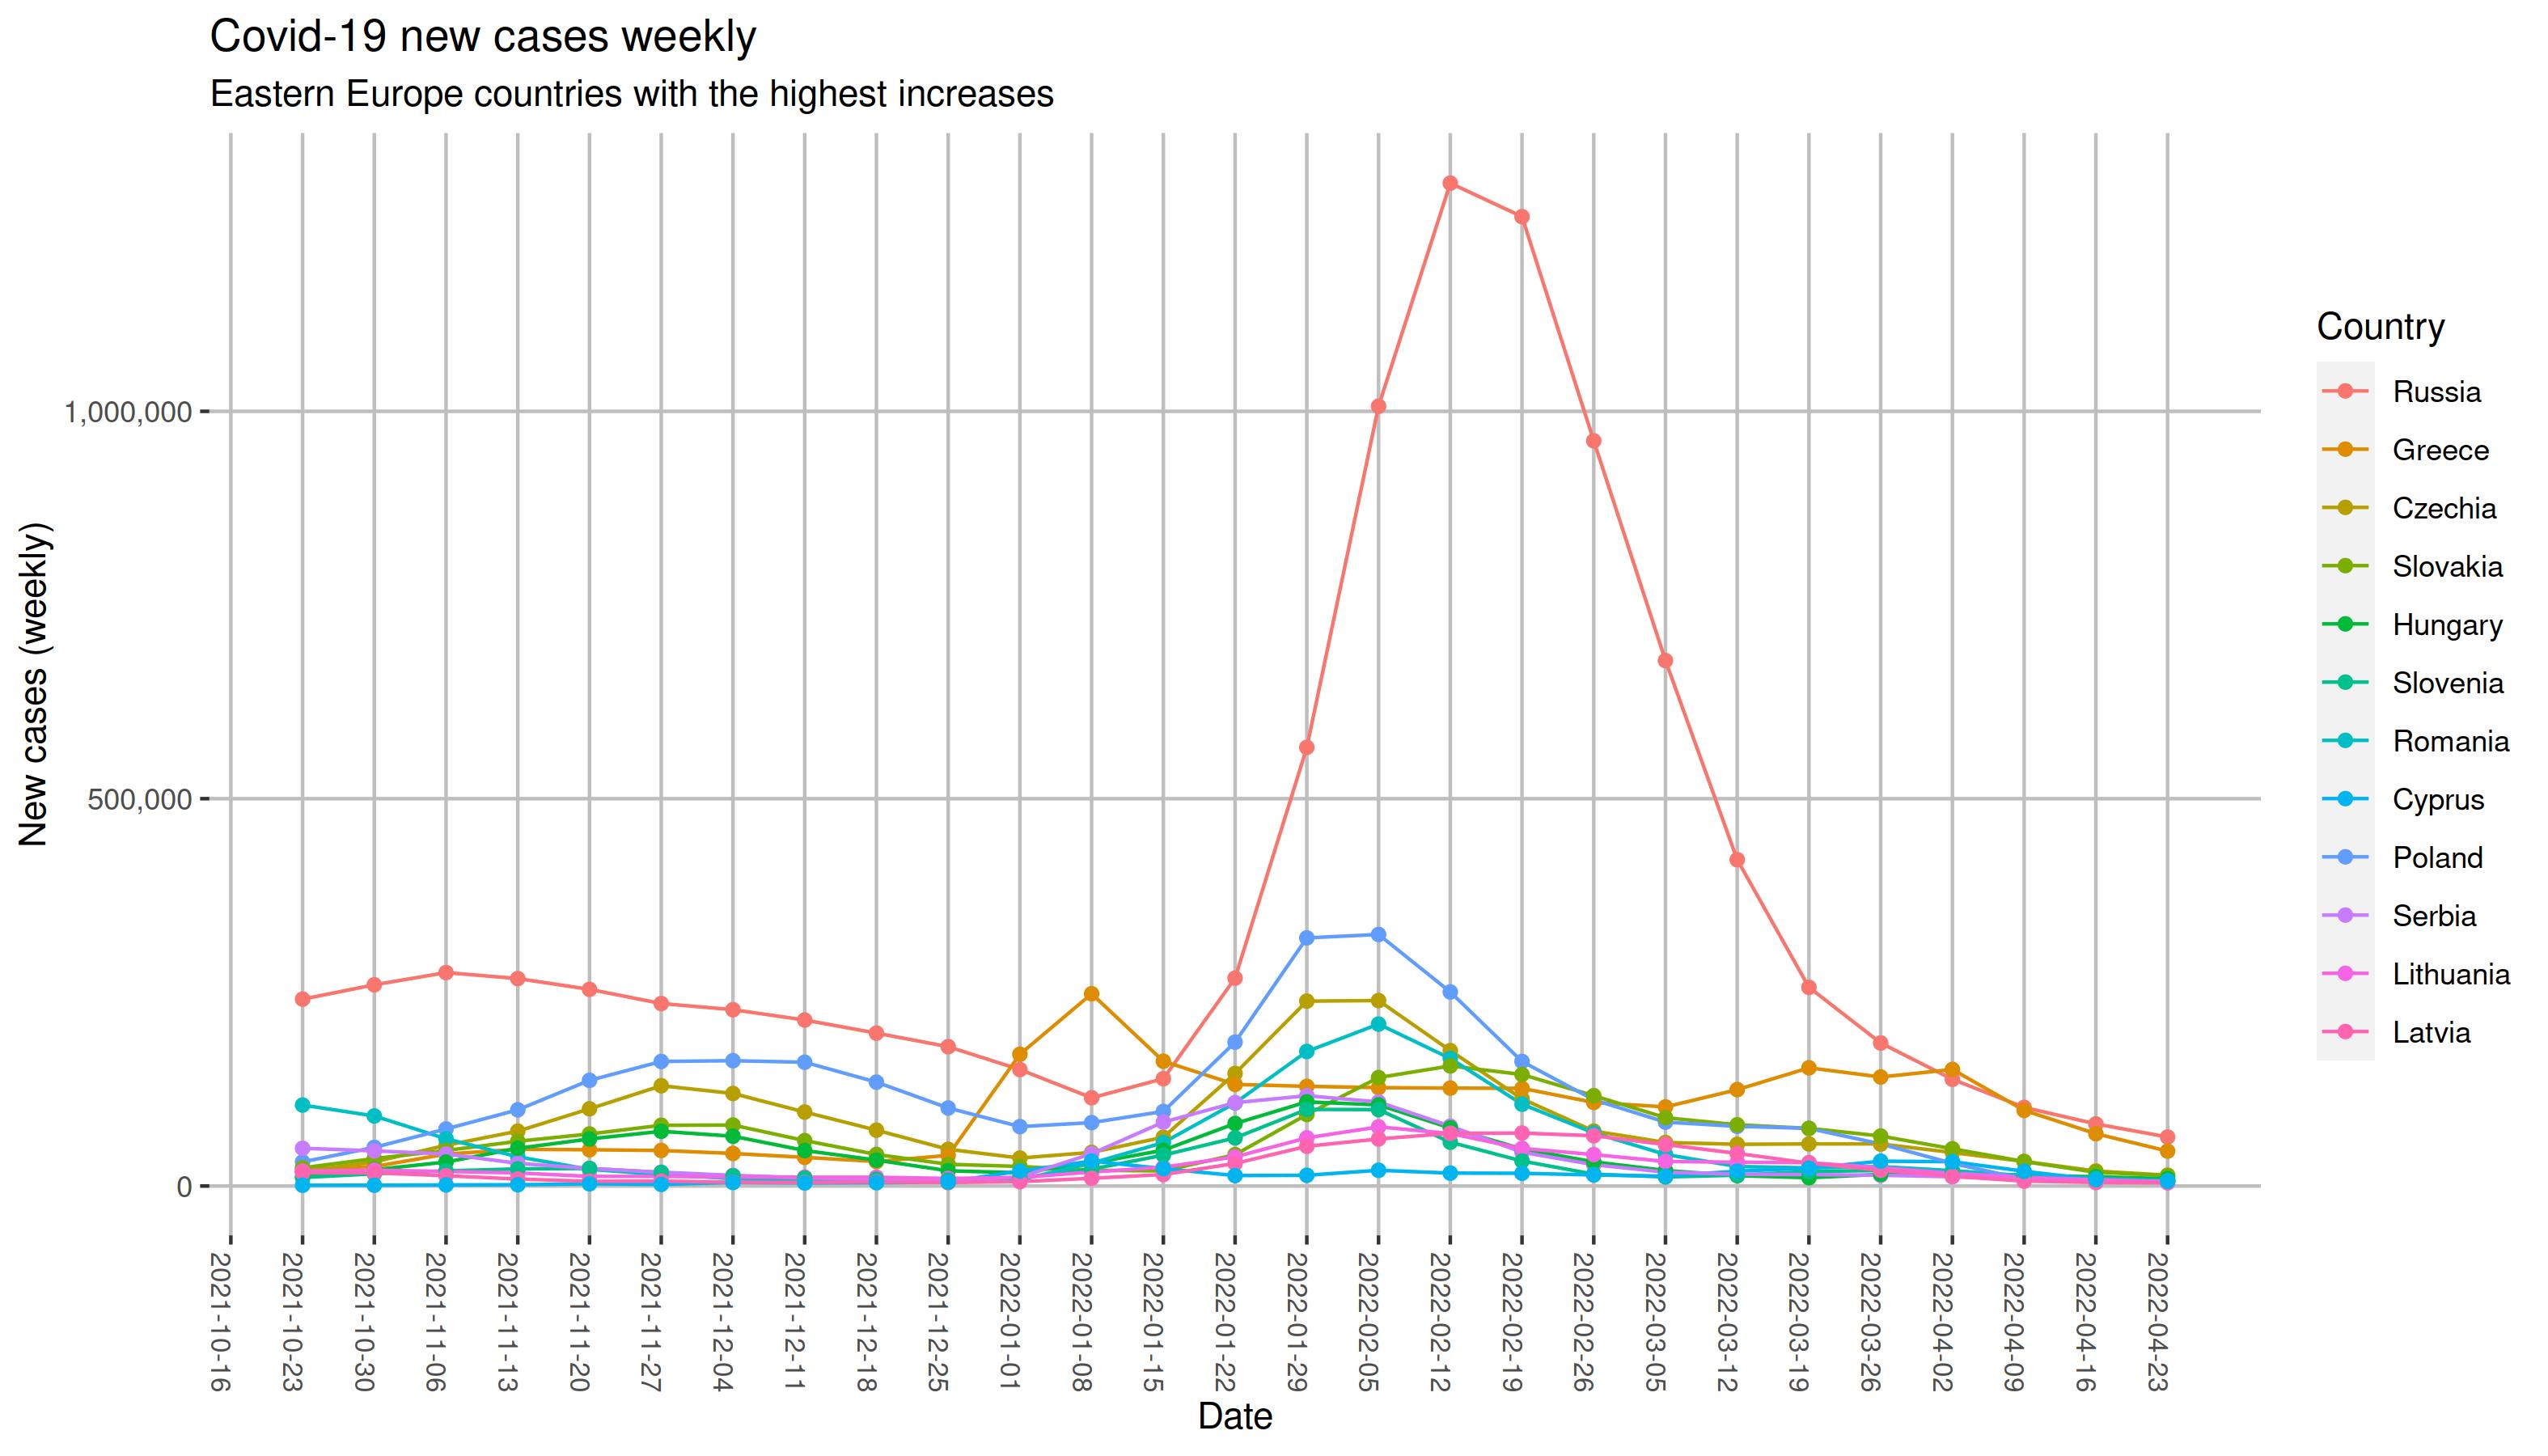 Covid-19 new cases weekly
Eastern Europe countries with the highest increases
New cases (weekly)
1,000,000
500,000
0
2021-10-16
2021-10-23
2021-10-30
2021-11-06
2021-11-13
2021-11-20
2021-11-27
2021-12-04
2021-12-11
2021-12-18
2021-12-25
2022-01-01
2022-01-08
2022-01-15
2022-01-22
2022-01-29
2022-02-05
2022-02-12
2022-02-19
2022-02-26
2022-03-05
2022-03-12
2022-03-19
2022-03-26
2022-04-02
2022-04-09
2022-04-16
2022-04-23
Date
Country
Russia
Greece
Czechia
Slovakia
Hungary
Slovenia
Romania
Cyprus
Poland
Serbia
Lithuania
Latvia